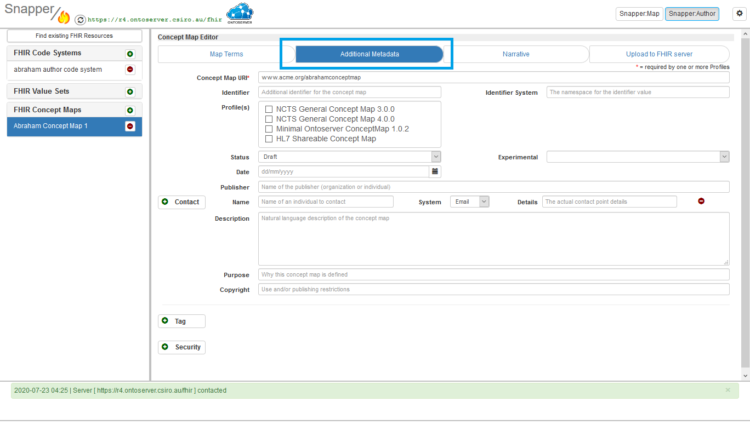 Snapper
https://r4.ontoserver.csiro.au/fhir
ONTOSERVER
Snapper:Map
Snapper:Author
Find existing FHIR Resources
FHIR Code Systems
abraham author code system
FHIR Value Sets
FHIR Concept Maps
Abraham Concept Map 1
Concept Map Editor
Map Terms
Additional Metadata
Narrative
Upload to FHIR server
* = required by one or more Profiles
Concept Map URI* www.acme.org/abrahamconceptmap
Identifier Additional identifier for the concept map Identifier System The namespace for the identifier value
Profile(s) NCTS General Concept Map 3.0.0
NCTS General Concept Map 4.0.0
Minimal Ontoserver ConceptMap 1.0.2
HL7 Shareable Concept Map
Status Draft Experimental
Date dd/mm/yyyy
Publisher Name of the publisher (organization or individual)
Contact Name Name of an individual to contact System Email Details The actual contact point details
Description Natural language description of the concept map
Purpose Why this concept map is defined
Copyright Use and/or publishing restrictions
Tag
Security
2020-07-23 04:25 | Server [ https://r4.ontoserver.csiro.au/fhir ] contacted
×